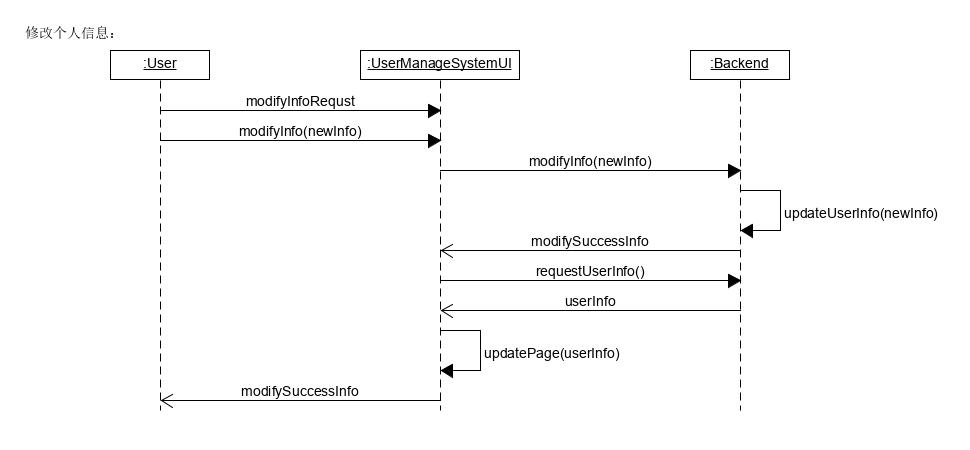 修改个人信息：
:User
:UserManageSystemUI
:Backend
modifyInfoRequst
modifyInfo(newInfo)
modifyInfo(newInfo)
updateUserInfo(newInfo)
modifySuccessInfo
requestUserInfo()
userInfo
updatePage(userInfo)
modifySuccessInfo